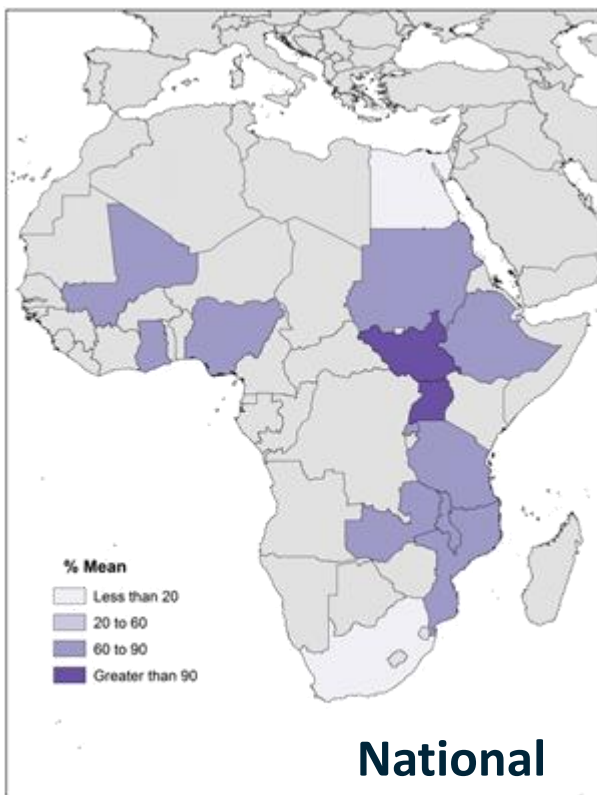 % Mean
Less than 20
20 to 60
60 to 90
Greater than 90
National